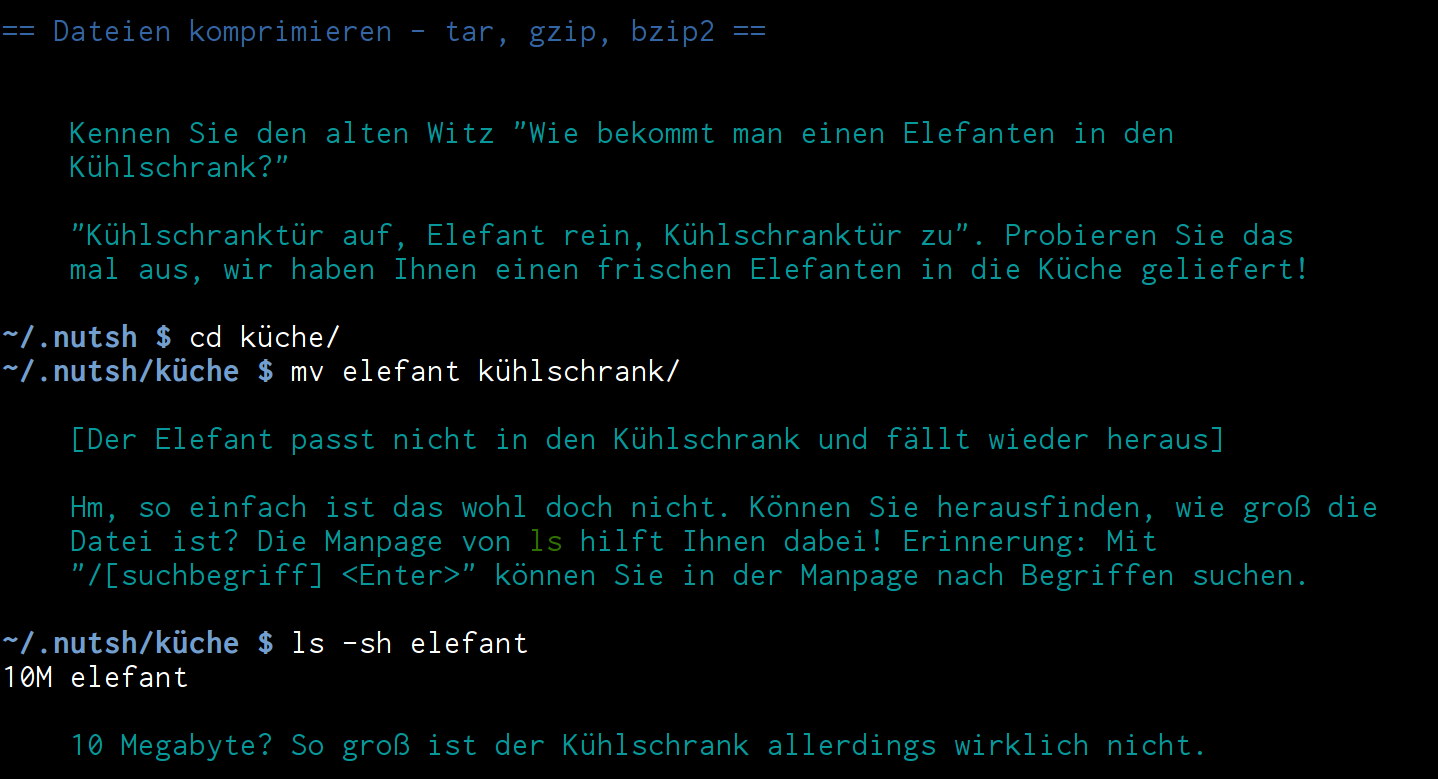 == Dateien komprimieren - tar, gzip, bzip2 ==
Kennen Sie den alten Witz "Wie bekommt man einen Elefanten in den
Kühlschrank?"
"Kühlschranktür auf, Elefant rein, Kühlschranktür zu". Probieren Sie das
mal aus, wir haben Ihnen einen frischen Elefanten in die Küche geliefert!
~/.nutsh $ cd küche/
~/.nutsh/küche $ mv elefant kühlschrank/
[Der Elefant passt nicht in den Kühlschrank und fällt wieder heraus]
Hm, so einfach ist das wohl doch nicht. Können Sie herausfinden, wie groß die
Datei ist? Die Manpage von ls hilft Ihnen dabei! Erinnerung: Mit
"/[suchbegriff] <Enter>" können Sie in der Manpage nach Begriffen suchen.
~/.nutsh/küche $ ls -sh elefant
10M elefant
10 Megabyte? So groß ist der Kühlschrank allerdings wirklich nicht.